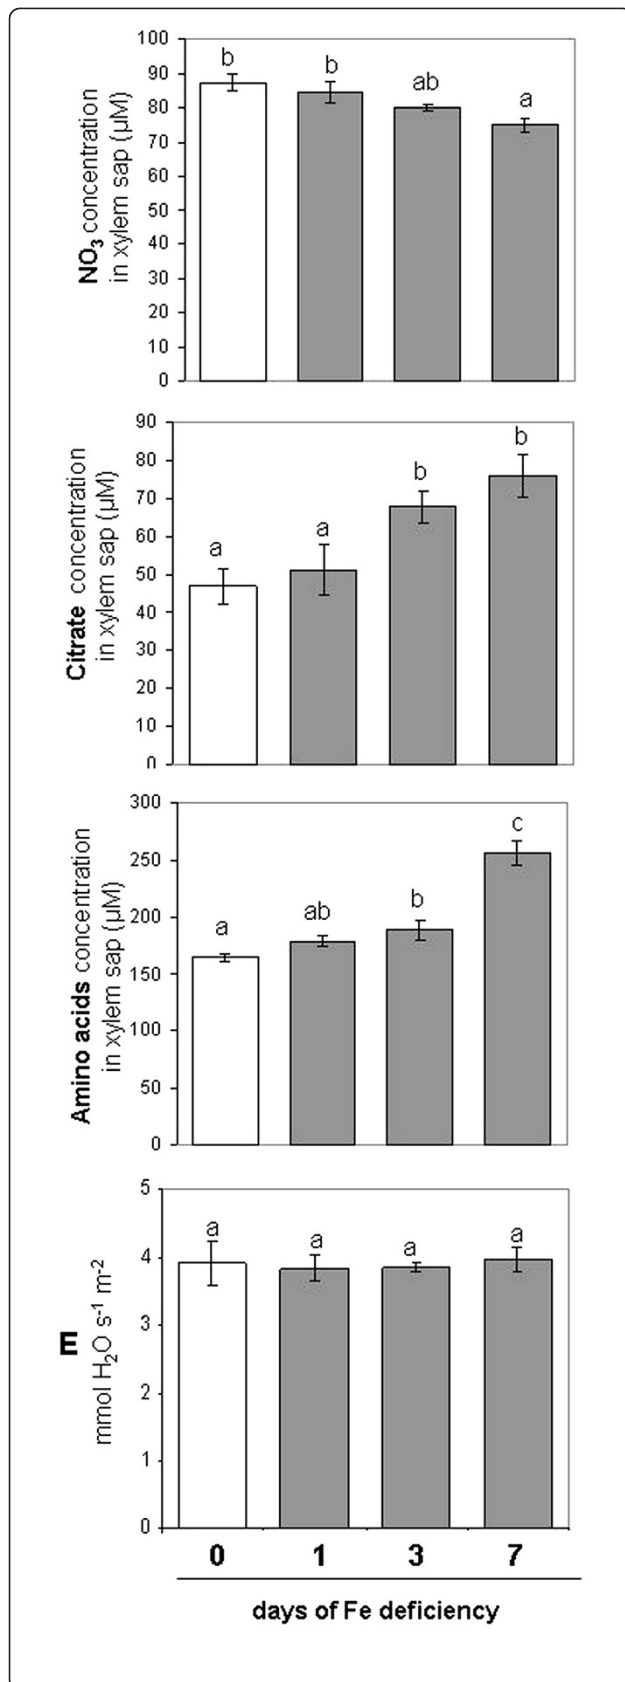 NO₃ concentration
in xylem sap (µM)
100
90
80
70
60
50
40
30
20
10
0
b
b
ab
a
Citrate concentration
in xylem sap (µM)
90
80
70
60
50
40
30
20
10
0
a
a
b
b
Amino acids concentration
in xylem sap (µM)
300
250
200
150
100
50
0
a
ab
b
c
E
mmol H₂O s⁻¹ m⁻²
5
4
3
2
1
0
a
a
a
a
0 1 3 7
days of Fe deficiency